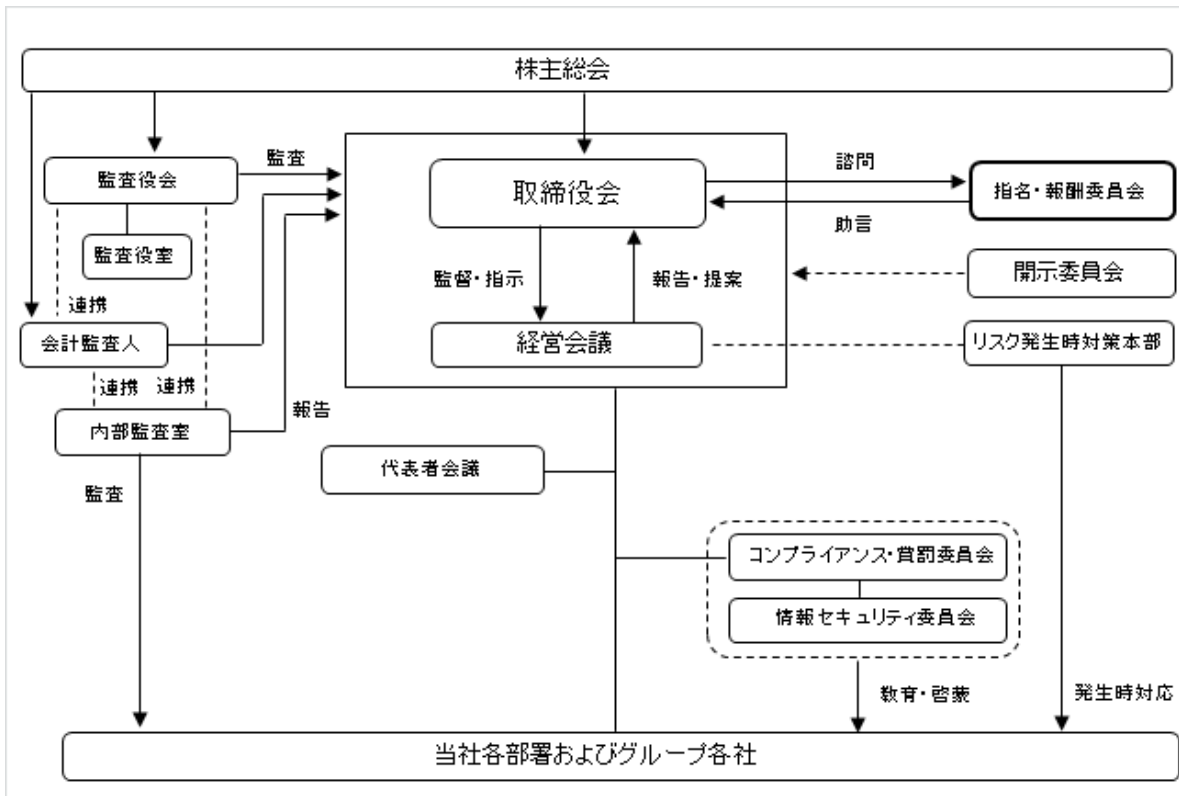 株主総会
監査役会
監査
取締役会
諮問
指名・報酬委員会
助言
監査役室
監督・指示
報告・提案
開示委員会
連携
会計監査人
経営会議
リスク発生時対策本部
連携
連携
内部監査室
報告
代表者会議
監査
コンプライアンス・賞罰委員会
情報セキュリティ委員会
教育・啓蒙
発生時対応
当社各部署およびグループ各社